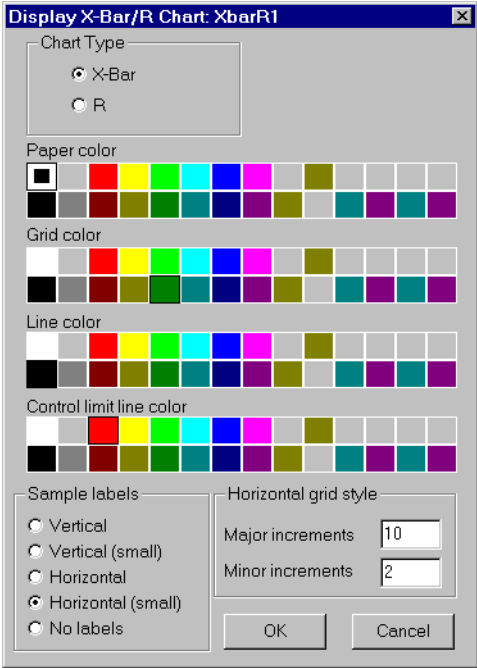 Display X-Bar/R Chart: XbarR1
Chart Type
X-Bar
R
Paper color
Grid color
Line color
Control limit line color
Sample labels
Vertical
Vertical (small)
Horizontal
Horizontal (small)
No labels
Horizontal grid style
Major increments 10
Minor increments 2
OK Cancel